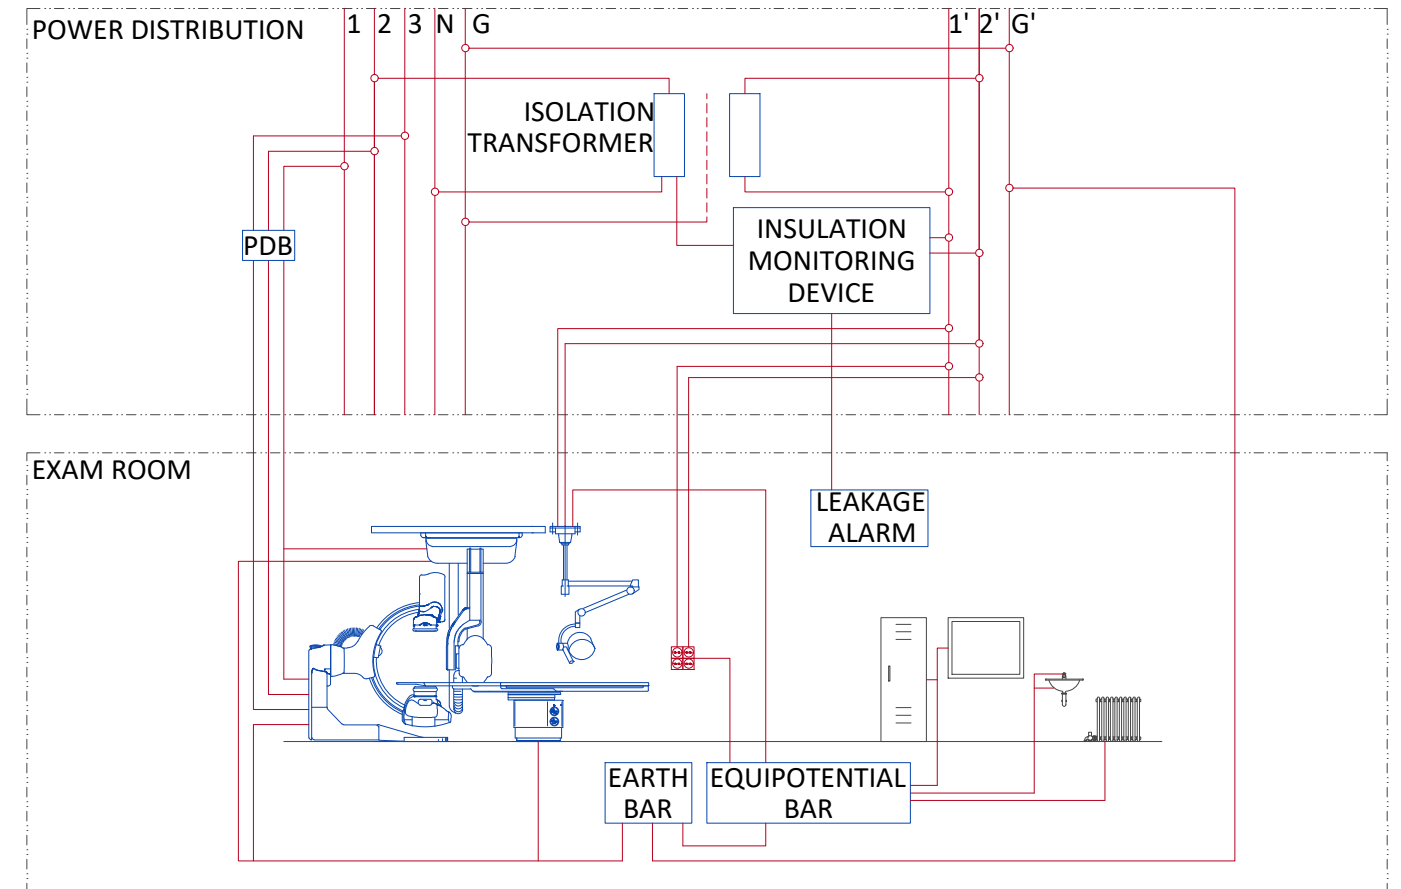 POWER DISTRIBUTION
1 2 3 N G 1' 2' G'
ISOLATION
TRANSFORMER
PDB
INSULATION
MONITORING
DEVICE
EXAM ROOM
LEAKAGE
ALARM
EARTH
BAR
EQUIPOTENTIAL
BAR